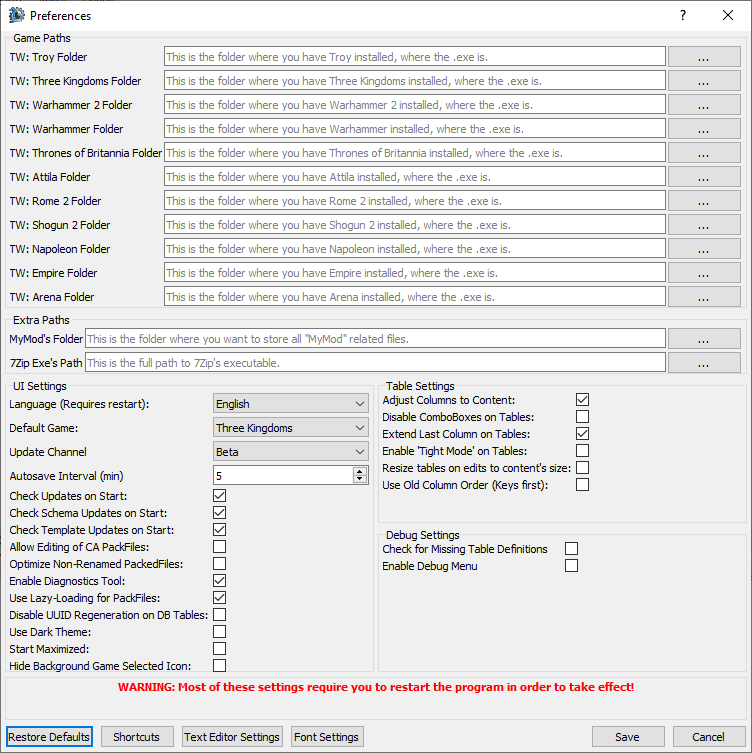 Preferences
Game Paths
TW: Troy Folder This is the folder where you have Troy installed, where the .exe is. ...
TW: Three Kingdoms Folder This is the folder where you have Three Kingdoms installed, where the .exe is. ...
TW: Warhammer 2 Folder This is the folder where you have Warhammer 2 installed, where the .exe is. ...
TW: Warhammer Folder This is the folder where you have Warhammer installed, where the .exe is. ...
TW: Thrones of Britannia Folder This is the folder where you have Thrones of Britannia installed, where the .exe is. ...
TW: Attila Folder This is the folder where you have Attila installed, where the .exe is. ...
TW: Rome 2 Folder This is the folder where you have Rome 2 installed, where the .exe is. ...
TW: Shogun 2 Folder This is the folder where you have Shogun 2 installed, where the .exe is. ...
TW: Napoleon Folder This is the folder where you have Napoleon installed, where the .exe is. ...
TW: Empire Folder This is the folder where you have Empire installed, where the .exe is. ...
TW: Arena Folder This is the folder where you have Arena installed, where the .exe is. ...
Extra Paths
MyMod's Folder This is the folder where you want to store all "MyMod" related files. ...
7Zip Exe's Path This is the full path to 7Zip's executable. ...
UI Settings
Language (Requires restart): English
Default Game: Three Kingdoms
Update Channel Beta
Autosave Interval (min) 5
Check Updates on Start:
Check Schema Updates on Start:
Check Template Updates on Start:
Allow Editing of CA PackFiles:
Optimize Non-Renamed PackedFiles:
Enable Diagnostics Tool:
Use Lazy-Loading for PackFiles:
Disable UUID Regeneration on DB Tables:
Use Dark Theme:
Start Maximized:
Hide Background Game Selected Icon:
Table Settings
Adjust Columns to Content:
Disable ComboBoxes on Tables:
Extend Last Column on Tables:
Enable 'Tight Mode' on Tables:
Resize tables on edits to content's size:
Use Old Column Order (Keys first):
Debug Settings
Check for Missing Table Definitions
Enable Debug Menu
WARNING: Most of these settings require you to restart the program in order to take effect!
Restore Defaults Shortcuts Text Editor Settings Font Settings Save Cancel